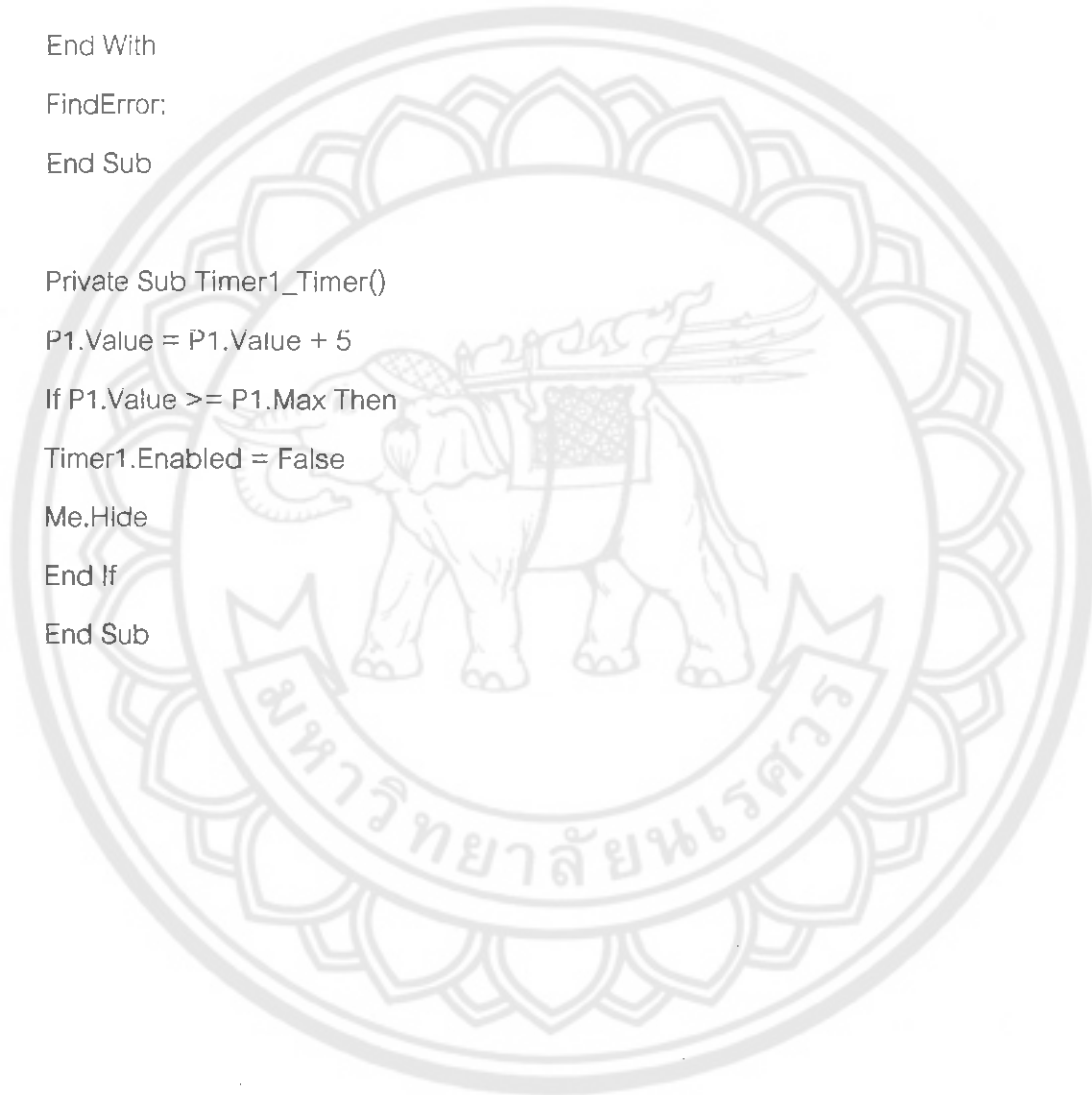 End With
FindError:
End Sub
Private Sub Timer1_Timer()
P1.Value = P1.Value + 5
If P1.Value >= P1.Max Then
Timer1.Enabled = False
Me.Hide
End If
End Sub
มหาวิทยาลัยนเรศวร